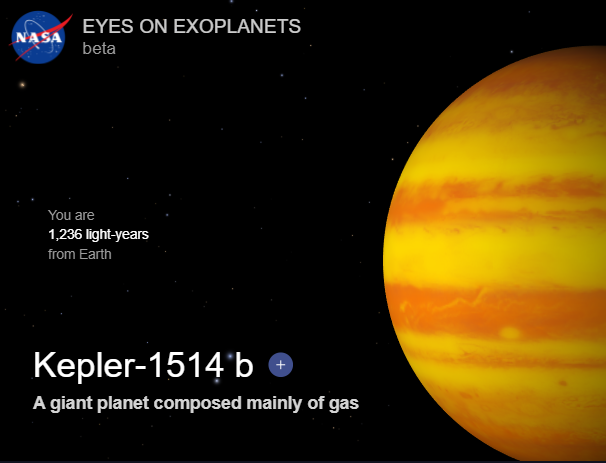 NASA
EYES ON EXOPLANETS
beta
You are
1,236 light-years
from Earth
Kepler-1514 b +
A giant planet composed mainly of gas